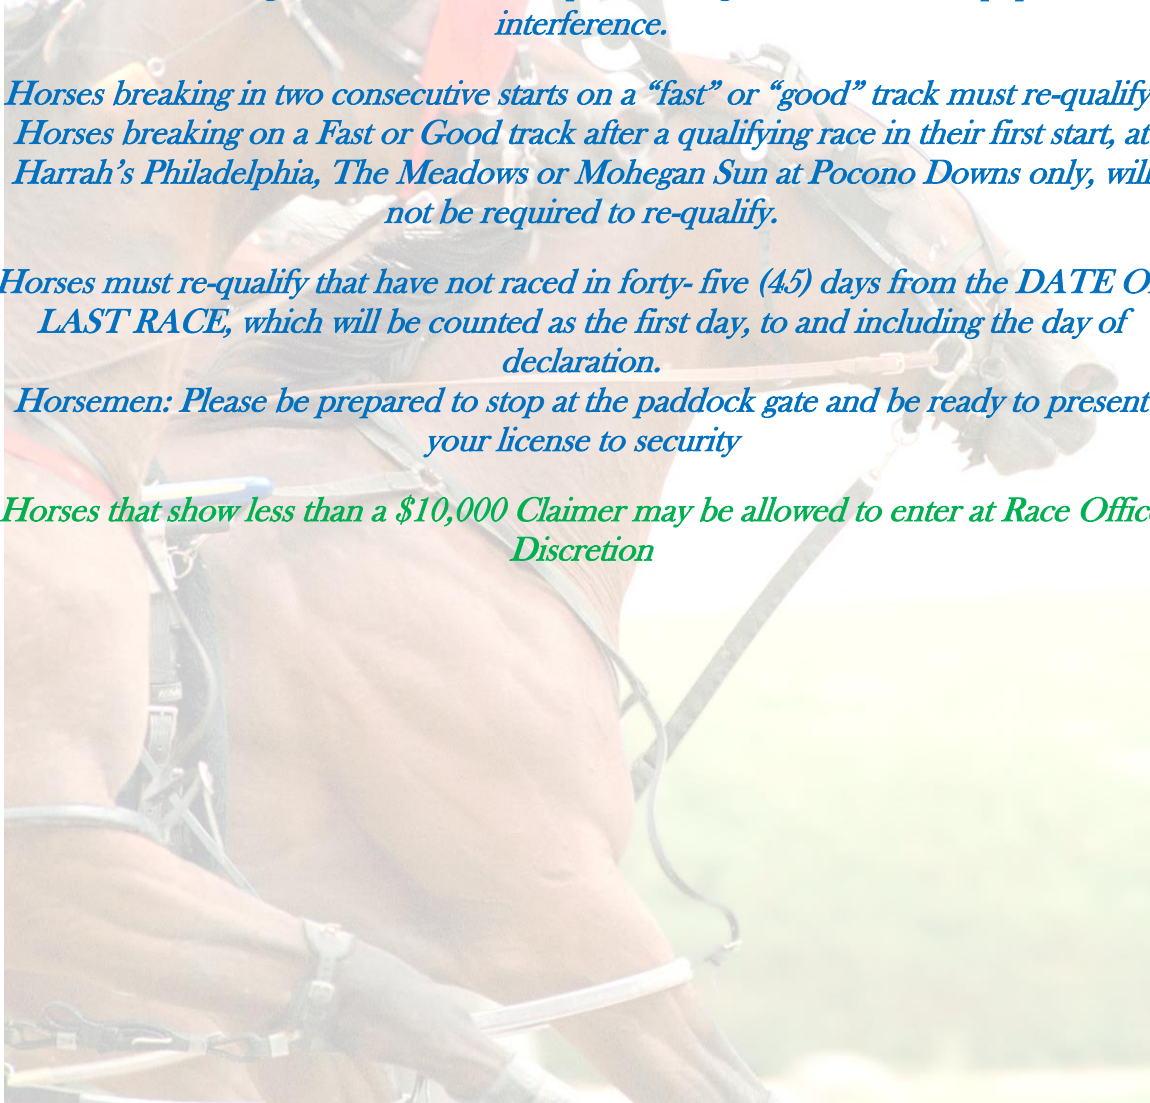 interference.
Horses breaking in two consecutive starts on a “fast” or “good” track must re-qualify
Horses breaking on a Fast or Good track after a qualifying race in their first start, at
Harrah’s Philadelphia, The Meadows or Mohegan Sun at Pocono Downs only, will
not be required to re-qualify.
Horses must re-qualify that have not raced in forty- five (45) days from the DATE O
LAST RACE, which will be counted as the first day, to and including the day of
declaration.
Horsemen: Please be prepared to stop at the paddock gate and be ready to present
your license to security
Horses that show less than a $10,000 Claimer may be allowed to enter at Race Offic
Discretion